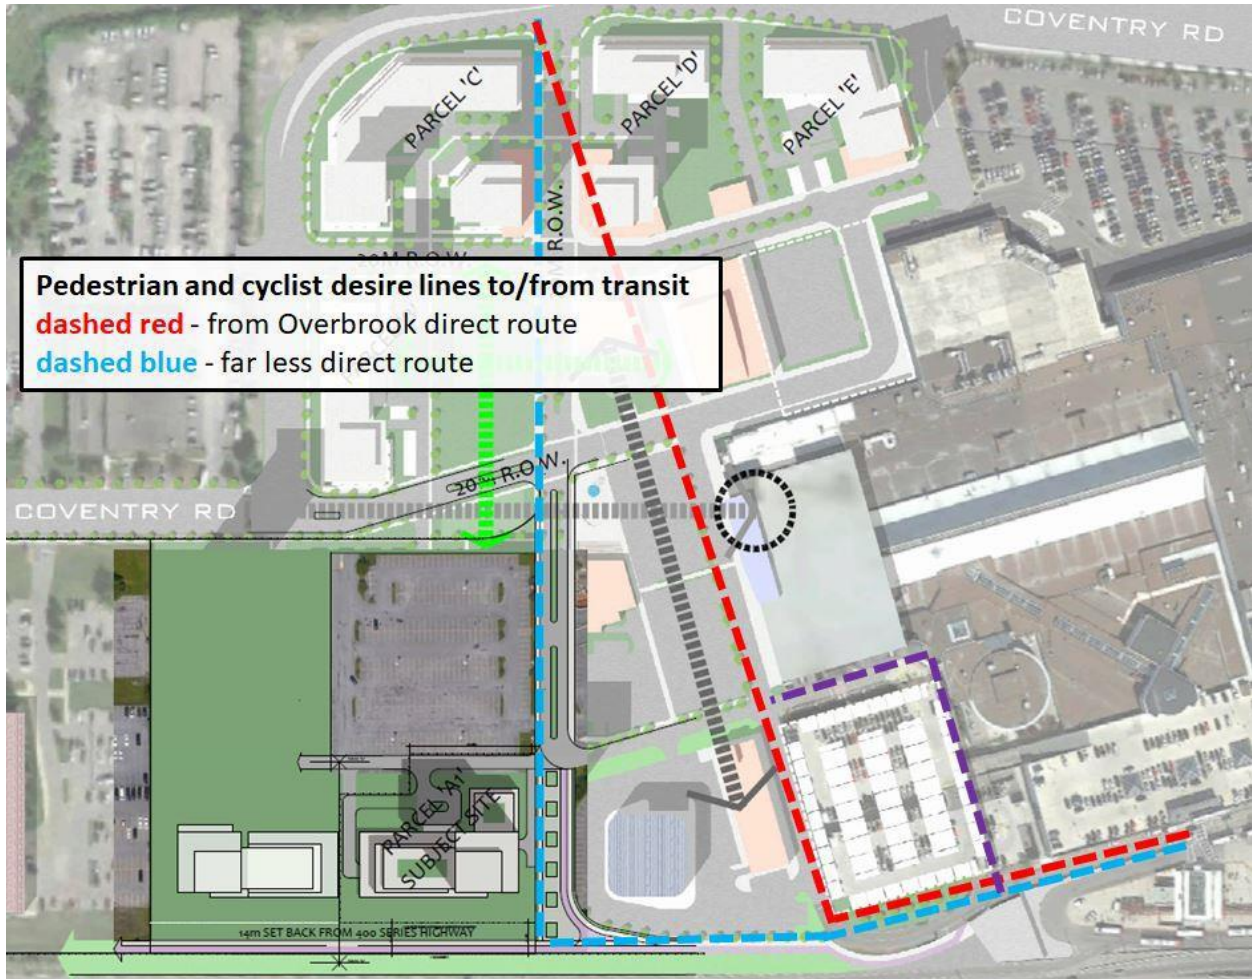 COVENTRY RD
PARCEL 'C'
PARCEL 'D'
PARCEL 'E'
R.O.W.
20M R.O.W.
Pedestrian and cyclist desire lines to/from transit
dashed red - from Overbrook direct route
dashed blue - far less direct route
20M R.O.W.
COVENTRY RD
PARCEL 'A1'
SUBJECT SITE
14m SET BACK FROM 400 SERIES HIGHWAY